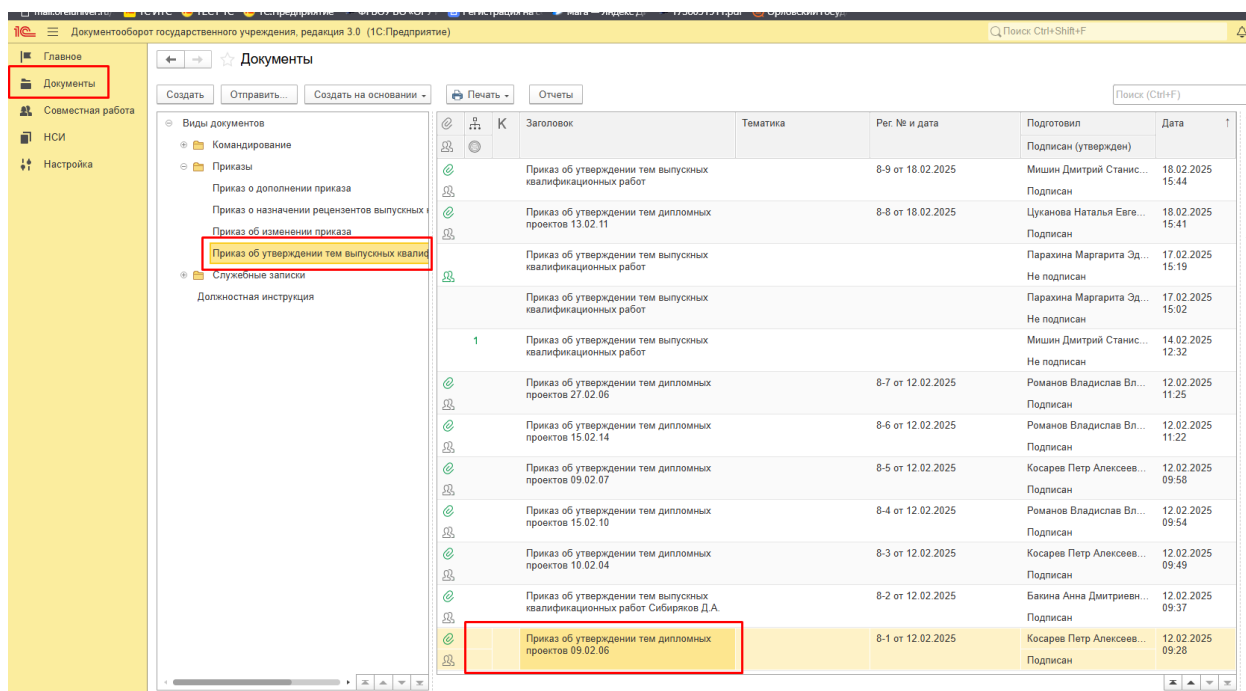 Документооборот государственного учреждения, редакция 3.0 (1С:Предприятие)
Поиск Ctrl+Shift+F
Главное
Документы
Совместная работа
НСИ
Настройка
Документы
Создать
Отправить...
Создать на основании
Печать
Отчеты
Поиск (Ctrl+F)
Виды документов
Командирование
Приказы
Приказ о дополнении приказа
Приказ о назначении рецензентов выпускных
Приказ об изменении приказа
Приказ об утверждении тем выпускных квалиф
Служебные записки
Должностная инструкция
К Заголовок Тематика Рег. № и дата Подготовил Дата ↑
Подписан (утвержден)
Приказ об утверждении тем выпускных 8-9 от 18.02.2025 Мишин Дмитрий Станис... 18.02.2025
квалификационных работ 15:44
Подписан
Приказ об утверждении тем дипломных 8-8 от 18.02.2025 Цуканова Наталья Евге... 18.02.2025
проектов 13.02.11 15:41
Подписан
Приказ об утверждении тем выпускных Парахина Маргарита Эд... 17.02.2025
квалификационных работ 15:19
Не подписан
Приказ об утверждении тем выпускных Парахина Маргарита Эд... 17.02.2025
квалификационных работ 15:02
Не подписан
1 Приказ об утверждении тем выпускных Мишин Дмитрий Станис... 14.02.2025
квалификационных работ 12:32
Не подписан
Приказ об утверждении тем дипломных 8-7 от 12.02.2025 Романов Владислав Вл... 12.02.2025
проектов 27.02.06 11:25
Подписан
Приказ об утверждении тем дипломных 8-6 от 12.02.2025 Романов Владислав Вл... 12.02.2025
проектов 15.02.14 11:22
Подписан
Приказ об утверждении тем дипломных 8-5 от 12.02.2025 Косарев Петр Алексеев... 12.02.2025
проектов 09.02.07 09:58
Подписан
Приказ об утверждении тем дипломных 8-4 от 12.02.2025 Романов Владислав Вл... 12.02.2025
проектов 15.02.10 09:54
Подписан
Приказ об утверждении тем дипломных 8-3 от 12.02.2025 Косарев Петр Алексеев... 12.02.2025
проектов 10.02.04 09:49
Подписан
Приказ об утверждении тем выпускных 8-2 от 12.02.2025 Бакина Анна Дмитриевн... 12.02.2025
квалификационных работ Сибиряков Д.А. 09:37
Подписан
Приказ об утверждении тем дипломных 8-1 от 12.02.2025 Косарев Петр Алексеев... 12.02.2025
проектов 09.02.06 09:28
Подписан